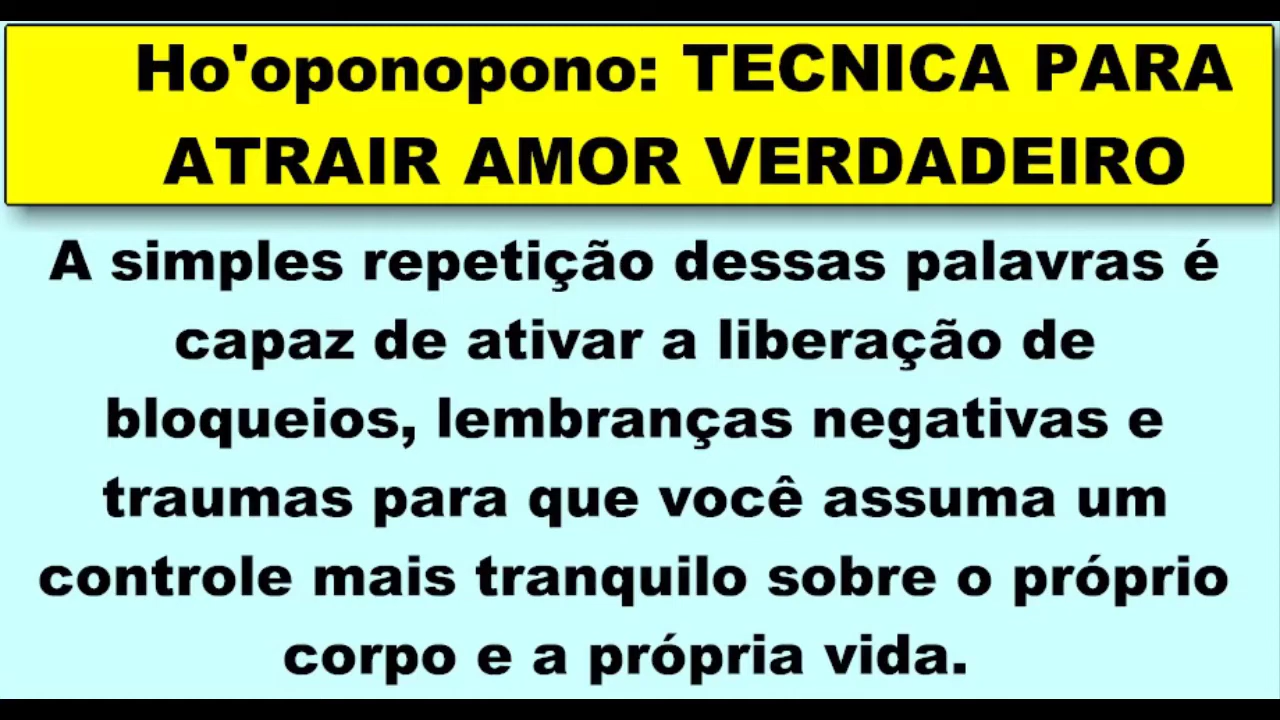 Ho'oponopono: TECNICA PARA
ATRAIR AMOR VERDADEIRO
A simples repetição dessas palavras é
capaz de ativar a liberação de
bloqueios, lembranças negativas e
traumas para que você assuma um
controle mais tranquilo sobre o próprio
corpo e a própria vida.